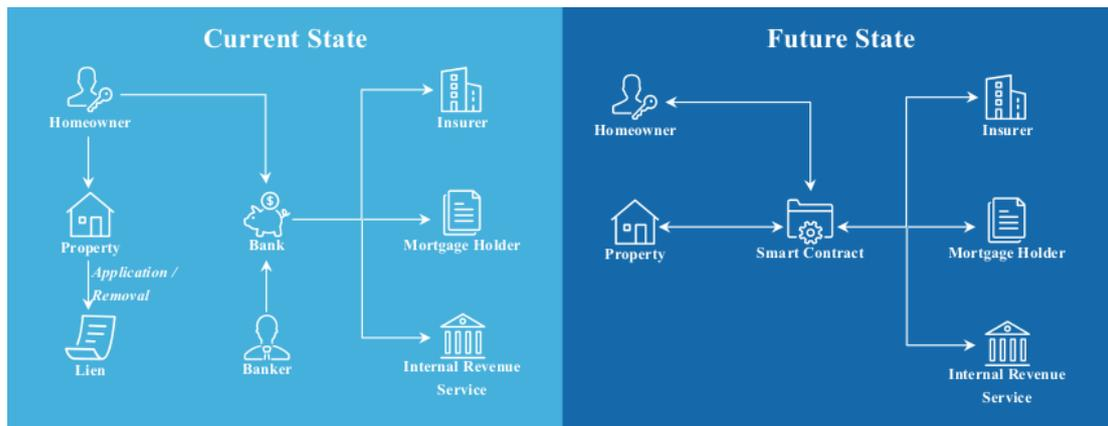 Current State
Homeowner
Insurer
Property
Bank
Mortgage Holder
Application /
Removal
Lien
Banker
Internal Revenue
Service
Future State
Homeowner
Insurer
Property
Smart Contract
Mortgage Holder
Internal Revenue
Service